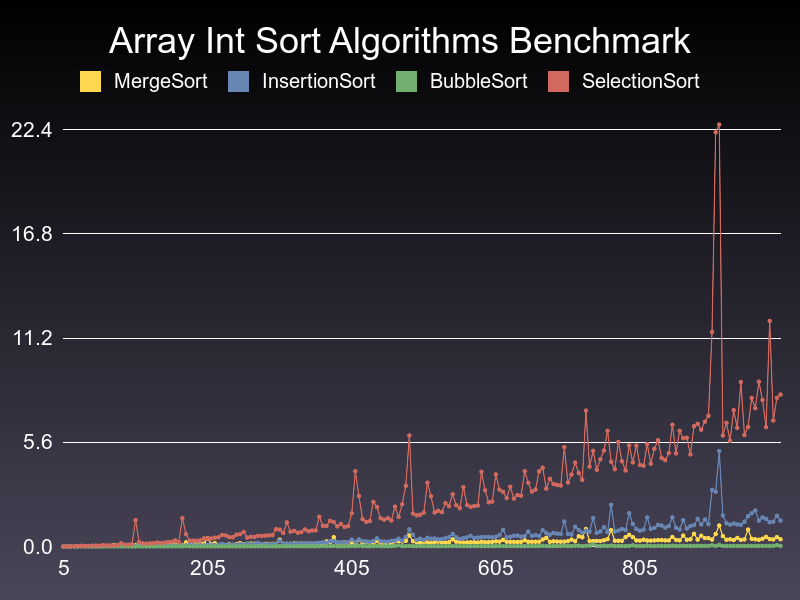 Array Int Sort Algorithms Benchmark
MergeSort InsertionSort BubbleSort SelectionSort
22.4
16.8
11.2
5.6
0.0
5 205 405 605 805